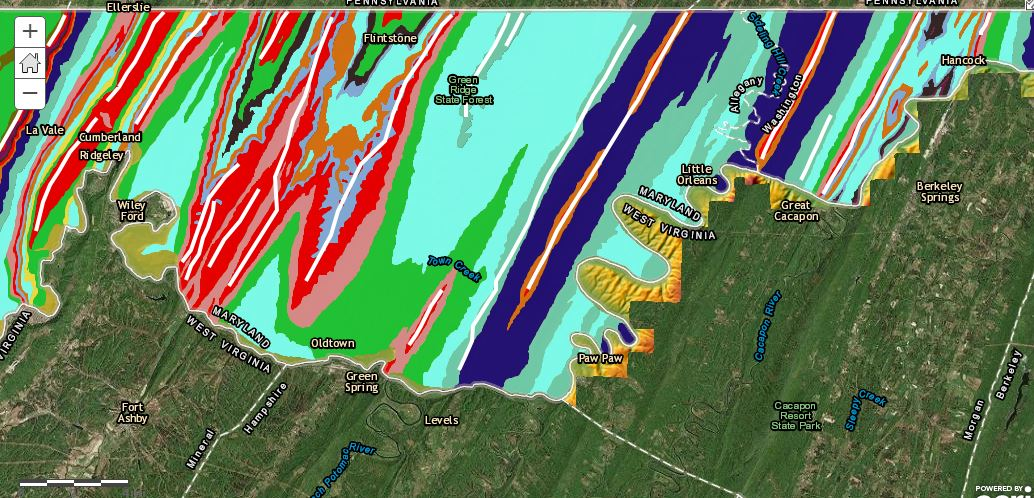 Ellerslie
PENNSYLVANIA
PENNSYLVANIA
+
−
Flintstone
Green
Ridge
State Forest
Sideling Hill Creek
Allegany
Washington
Hancock
La Vale
Cumberland
Ridgeley
Wiley
Ford
Little
Orleans
MARYLAND
WEST VIRGINIA
Great
Cacapon
Berkeley
Springs
Town Creek
MARYLAND
WEST VIRGINIA
VIRGINIA
Oldtown
Green
Spring
Paw Paw
Cacapon River
Fort
Ashby
Levels
Hampshire
Mineral
Potomac River
Cacapon
Resort
State Park
Sleepy Creek
Morgan
Berkeley
POWERED BY